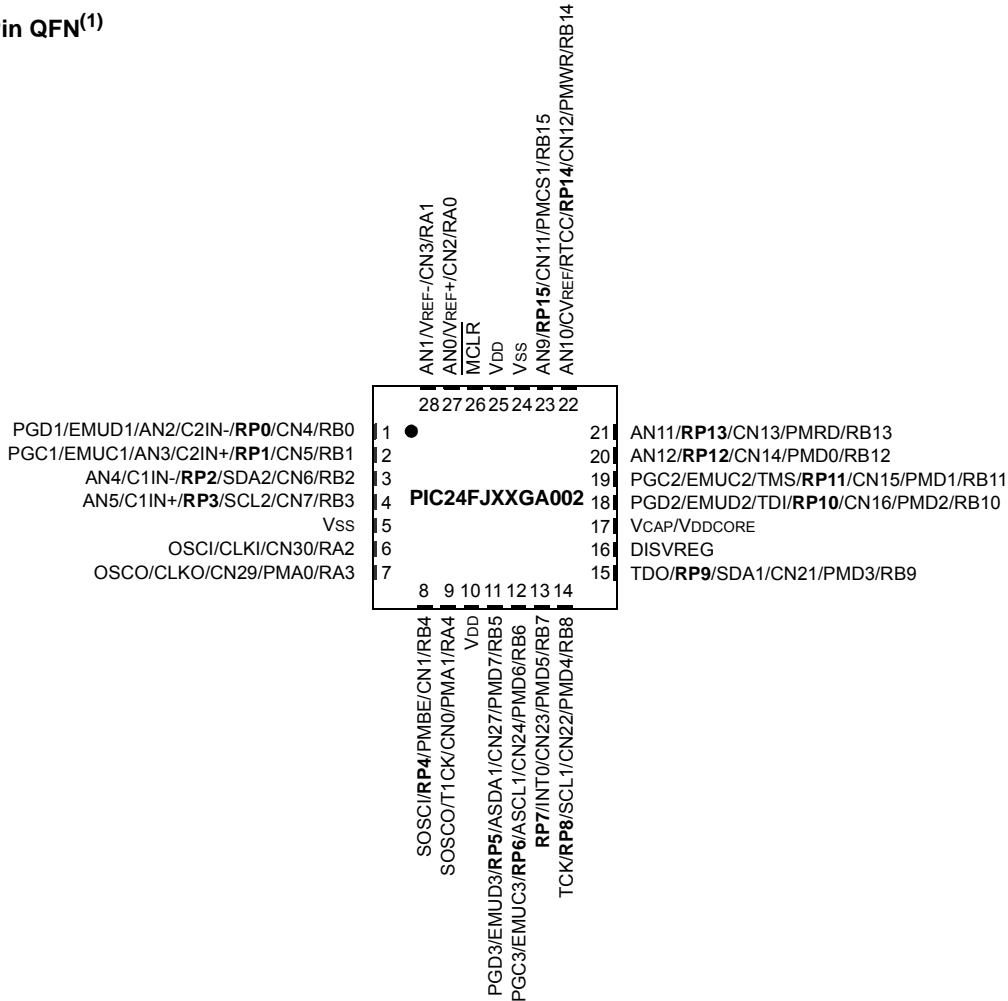 in QFN(1)
AN1/VREF-/CN3/RA1
AN0/VREF+/CN2/RA0
MCLR
VDD
VSS
AN9/RP15/CN11/PMCS1/RB15
AN10/CVREF/RTCC/RP14/CN12/PMWR/RB14
28 27 26 25 24 23 22
PGD1/EMUD1/AN2/C2IN-/RP0/CN4/RB0 1
PGC1/EMUC1/AN3/C2IN+/RP1/CN5/RB1 2
AN4/C1IN-/RP2/SDA2/CN6/RB2 3
AN5/C1IN+/RP3/SCL2/CN7/RB3 4
VSS 5
OSCI/CLKI/CN30/RA2 6
OSCO/CLKO/CN29/PMA0/RA3 7
PIC24FJXXGA002
21 AN11/RP13/CN13/PMRD/RB13
20 AN12/RP12/CN14/PMD0/RB12
19 PGC2/EMUC2/TMS/RP11/CN15/PMD1/RB11
18 PGD2/EMUD2/TDI/RP10/CN16/PMD2/RB10
17 VCAP/VDDCORE
16 DISVREG
15 TDO/RP9/SDA1/CN21/PMD3/RB9
8 9 10 11 12 13 14
SOSCI/RP4/PMBE/CN1/RB4
SOSCO/T1CK/CN0/PMA1/RA4
VDD
PGD3/EMUD3/RP5/ASDA1/CN27/PMD7/RB5
PGC3/EMUC3/RP6/ASCL1/CN24/PMD6/RB6
RP7/INT0/CN23/PMD5/RB7
TCK/RP8/SCL1/CN22/PMD4/RB8